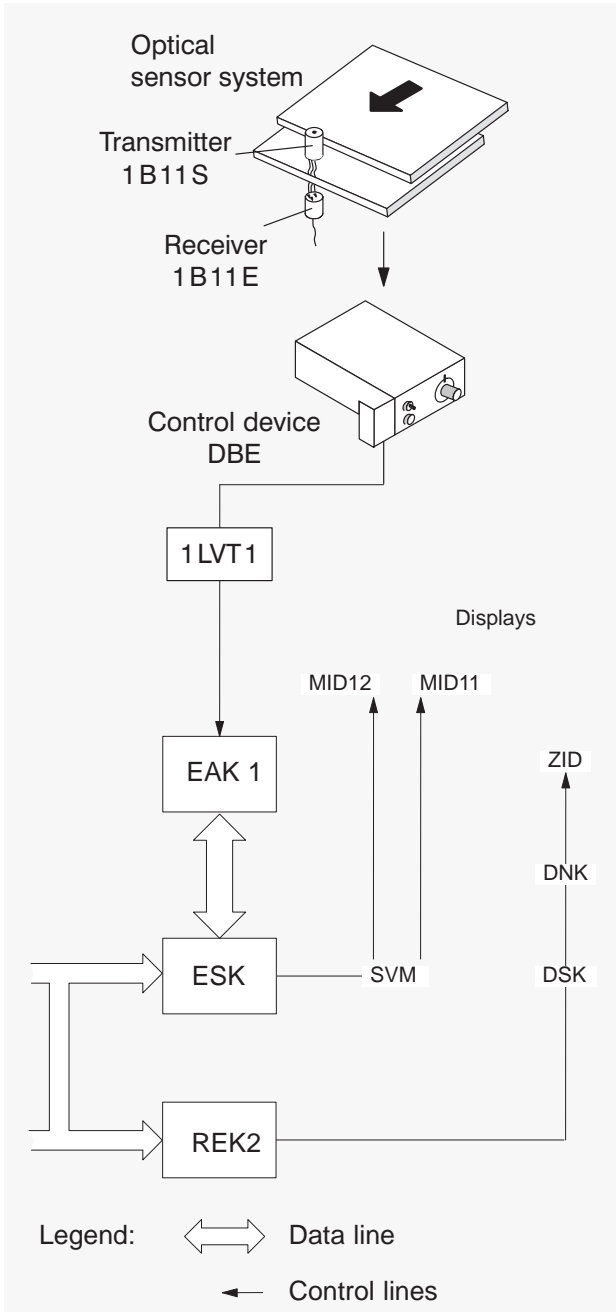 Optical
sensor system
Transmitter
1B11S
Receiver
1B11E
Control device
DBE
1LVT1
Displays
MID12
MID11
ZID
EAK 1
DNK
ESK
SVM
DSK
REK2
Legend:
Data line
Control lines